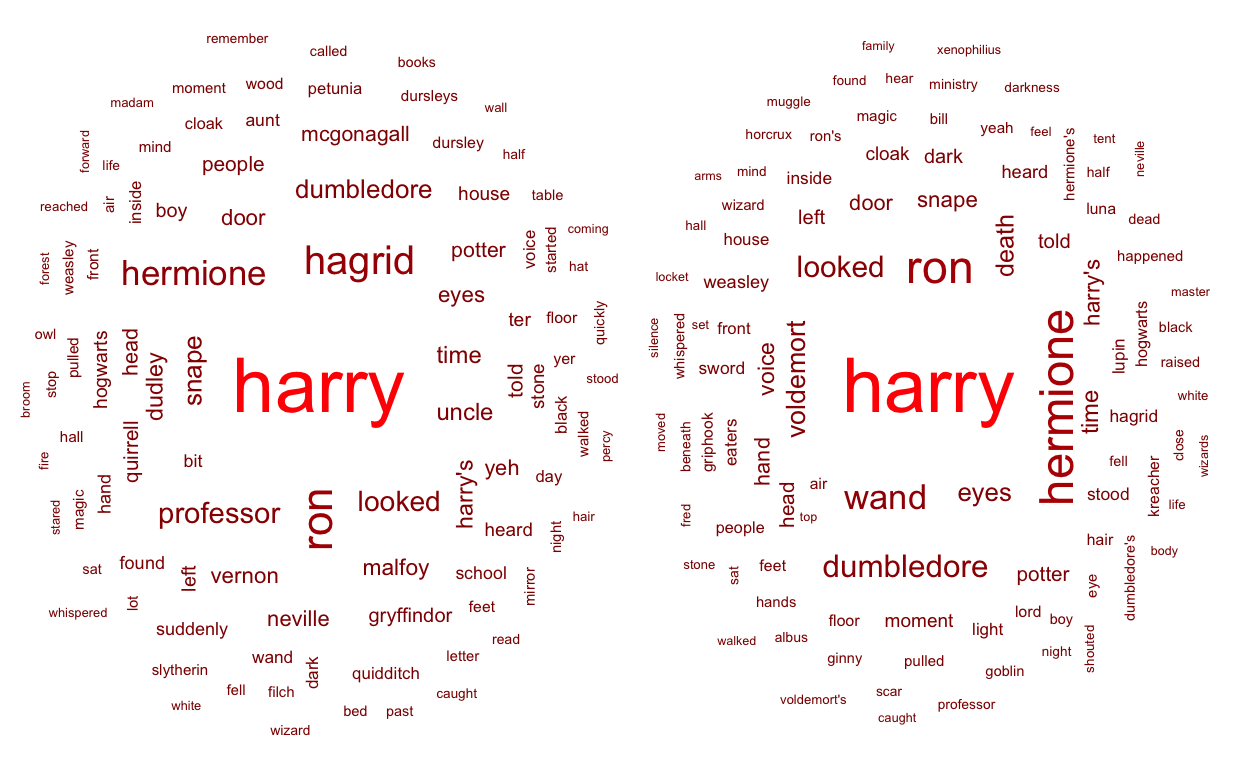 remember
called
books
moment
wood
petunia
dursleys
madam
wall
cloak
aunt
mcgonagall
dursley
forward
life
mind
people
half
dumbledore
house
table
reached
air
inside
boy
door
potter
voice
started
coming
forest
weasley
front
hermione
hagrid
hat
eyes
owl
ter
floor
quickly
broom
stop
pulled
hogwarts
head
dudley
snape
harry
time
told
stone
yer
stood
uncle
black
walked
percy
hall
fire
quirrell
bit
yeh
day
stared
magic
hand
professor
ron
looked
harry's
heard
night
hair
sat
found
left
vernon
malfoy
school
mirror
whispered
lot
neville
gryffindor
feet
suddenly
read
slytherin
wand
dark
quidditch
letter
white
fell
filch
bed
past
caught
wizard
family
xenophilius
found
hear
ministry
darkness
muggle
magic
bill
yeah
feel
hermione's
tent
neville
horcrux
ron's
cloak
dark
heard
half
arms
mind
inside
wizard
door
snape
luna
dead
hall
house
left
death
told
happened
locket
weasley
looked
ron
harry's
master
silence
whispered
set
front
voldemort
voice
sword
harry
hermione
lupin
hogwarts
black
raised
white
moved
beneath
griphook
eaters
hand
time
hagrid
close
wizards
fell
kreacher
fred
people
head
air
top
wand
eyes
stood
life
stone
sat
feet
dumbledore
potter
hair
eye
dumbledore's
body
hands
floor
moment
light
lord
boy
walked
albus
ginny
pulled
goblin
night
shouted
voldemort's
scar
professor
caught